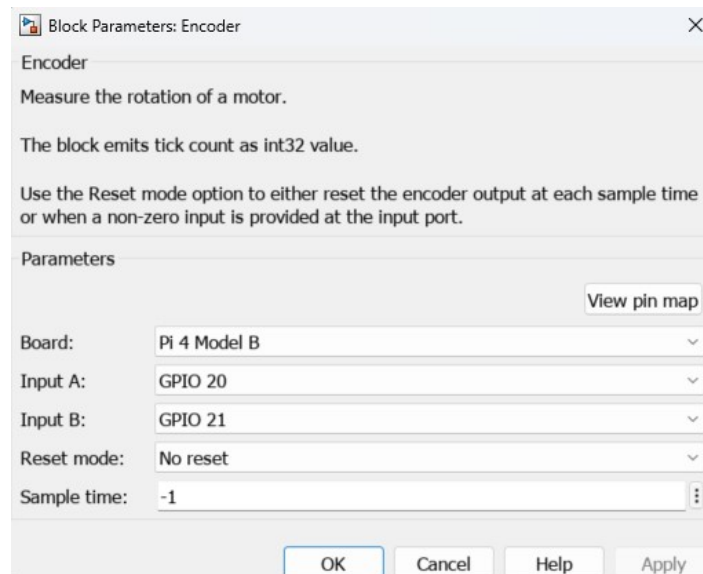 Block Parameters: Encoder
Encoder
Measure the rotation of a motor.
The block emits tick count as int32 value.
Use the Reset mode option to either reset the encoder output at each sample time
or when a non-zero input is provided at the input port.
Parameters
View pin map
Board: Pi 4 Model B
Input A: GPIO 20
Input B: GPIO 21
Reset mode: No reset
Sample time: -1
OK Cancel Help Apply